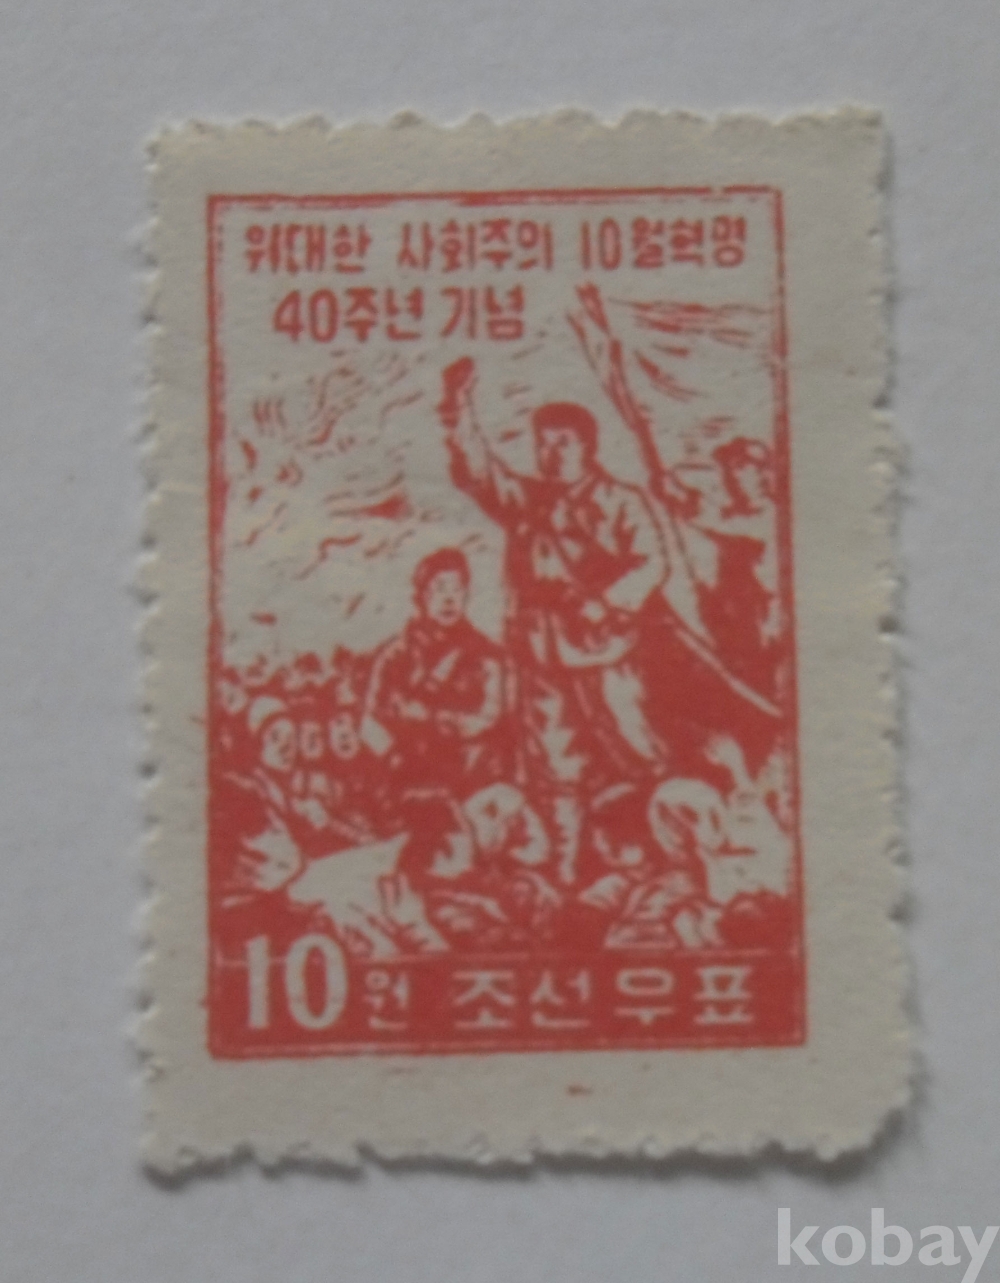 위대한 사회주의 10월혁명
40주년 기념
10원 조선우표
kobay